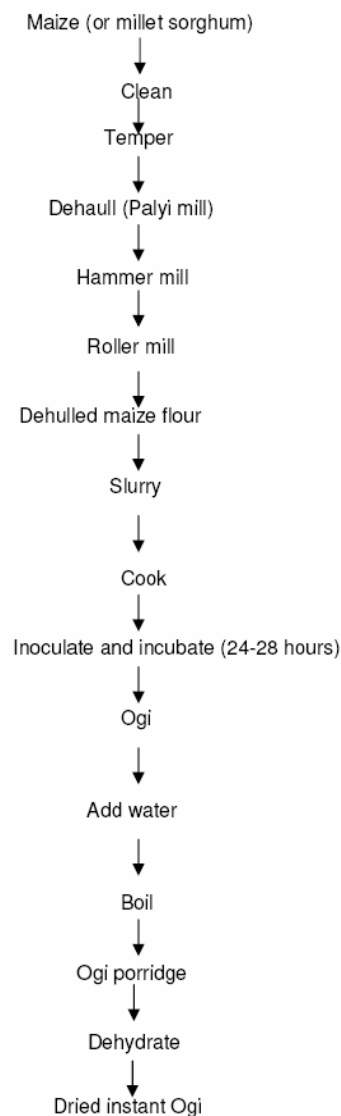 Maize (or millet sorghum)
Clean
Temper
Dehaull (Palyi mill)
Hammer mill
Roller mill
Dehulled maize flour
Slurry
Cook
Inoculate and incubate (24-28 hours)
Ogi
Add water
Boil
Ogi porridge
Dehydrate
Dried instant Ogi